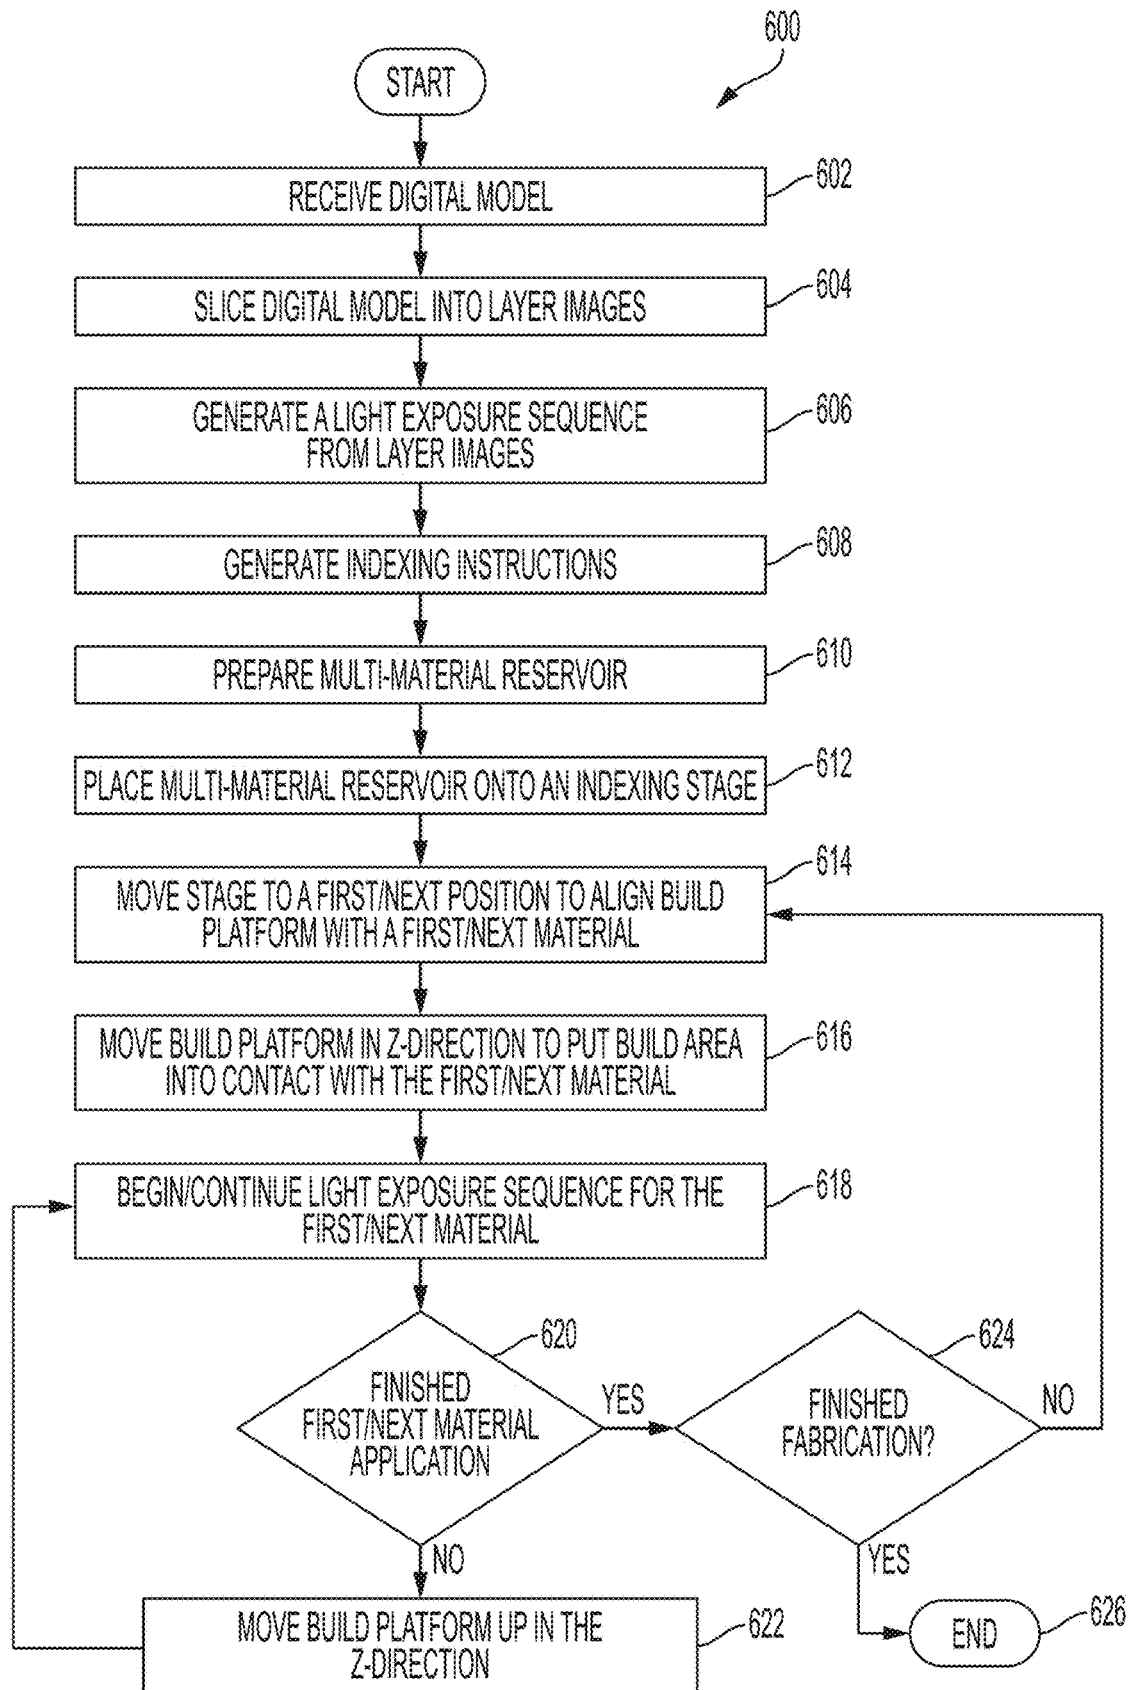 600
START
RECEIVE DIGITAL MODEL
602
SLICE DIGITAL MODEL INTO LAYER IMAGES
604
GENERATE A LIGHT EXPOSURE SEQUENCE
FROM LAYER IMAGES
606
GENERATE INDEXING INSTRUCTIONS
608
PREPARE MULTI-MATERIAL RESERVOIR
610
PLACE MULTI-MATERIAL RESERVOIR ONTO AN INDEXING STAGE
612
MOVE STAGE TO A FIRST/NEXT POSITION TO ALIGN BUILD
PLATFORM WITH A FIRST/NEXT MATERIAL
614
MOVE BUILD PLATFORM IN Z-DIRECTION TO PUT BUILD AREA
INTO CONTACT WITH THE FIRST/NEXT MATERIAL
616
BEGIN/CONTINUE LIGHT EXPOSURE SEQUENCE FOR THE
FIRST/NEXT MATERIAL
618
FINISHED
FIRST/NEXT MATERIAL
APPLICATION
620
YES
NO
FINISHED
FABRICATION?
624
NO
YES
MOVE BUILD PLATFORM UP IN THE
Z-DIRECTION
622
END
626